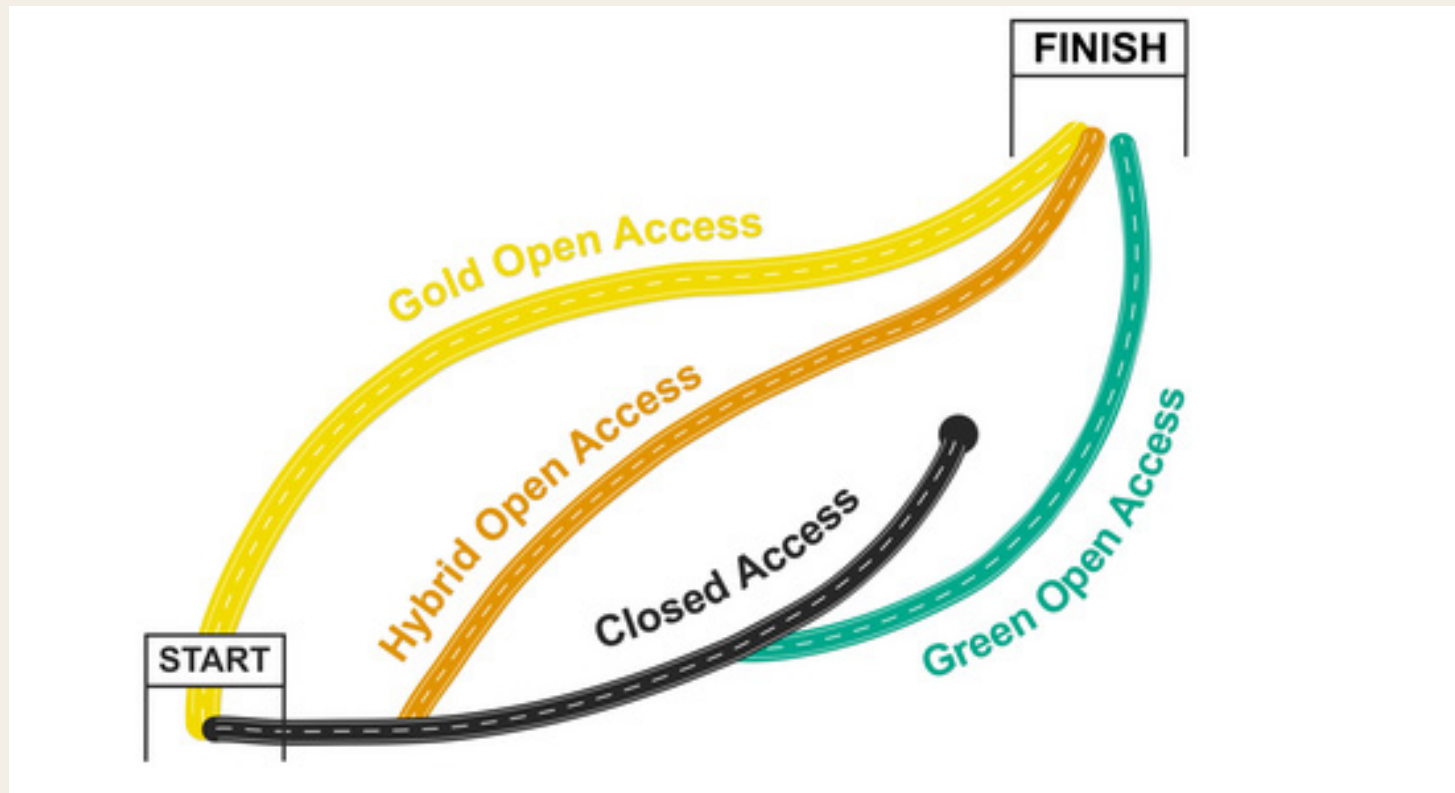 FINISH
Gold Open Access
Hybrid Open Access
Closed Access
Green Open Access
START